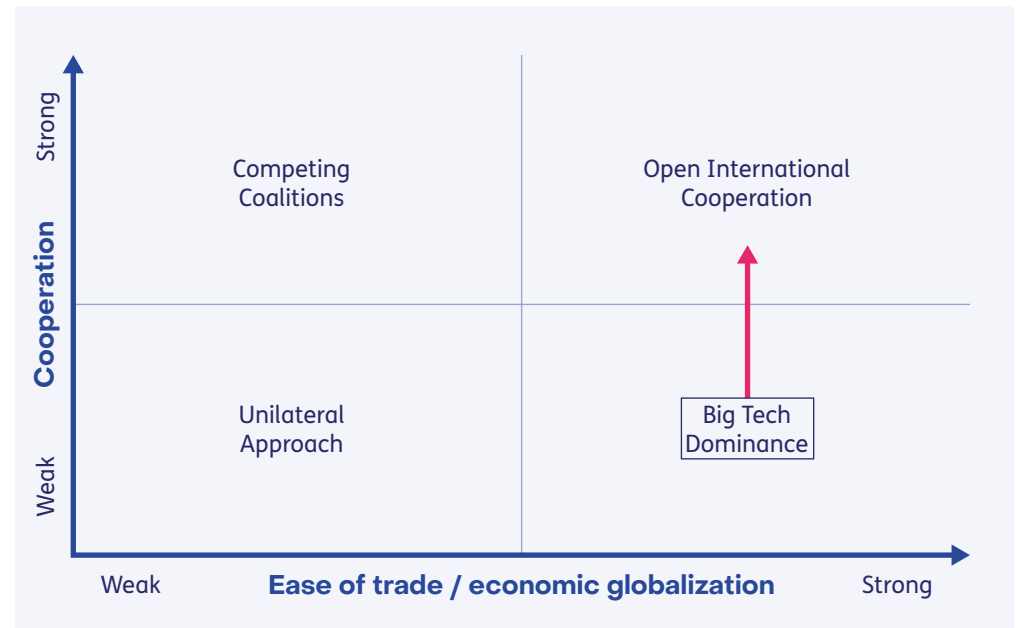 Strong
Cooperation
Weak
Competing
Coalitions
Open International
Cooperation
Unilateral
Approach
Big Tech
Dominance
Weak
Ease of trade / economic globalization
Strong